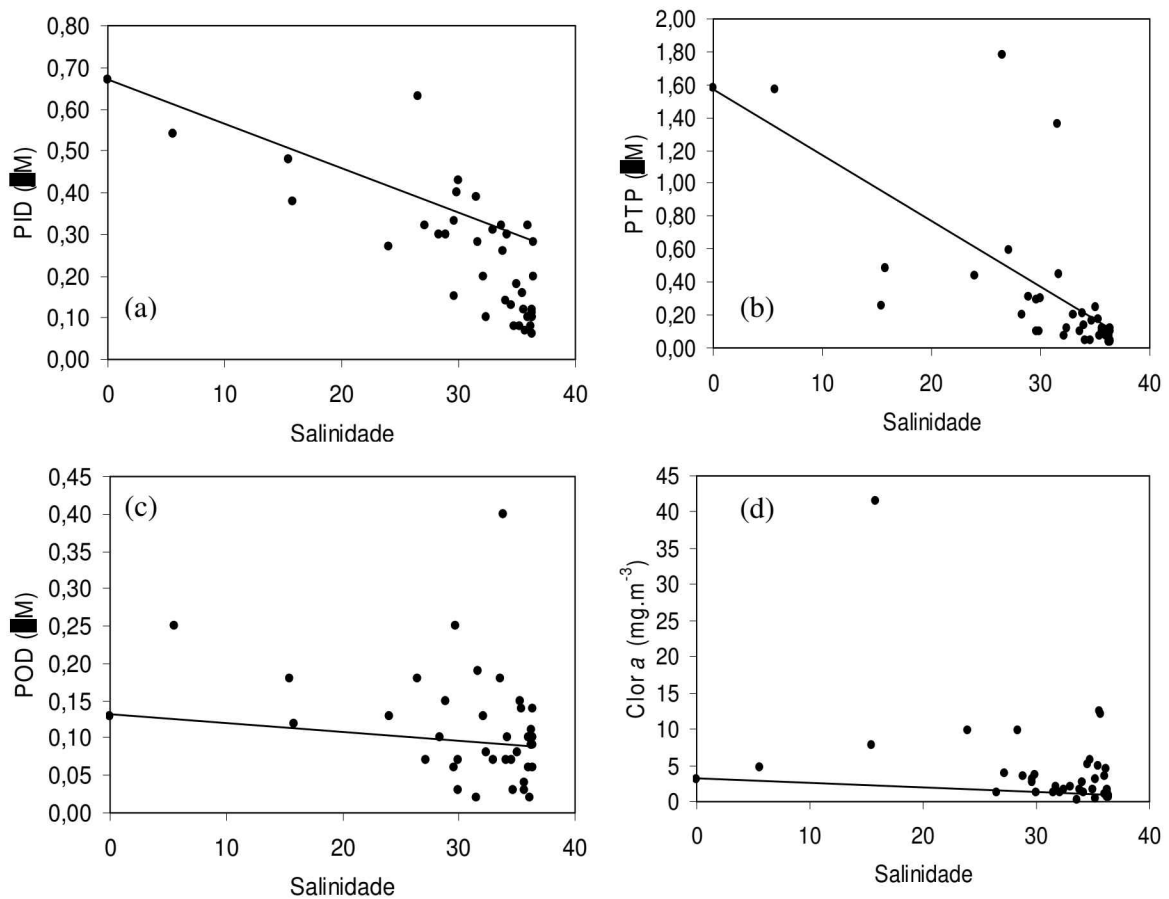 0,80
0,70
0,60
0,50
0,40
0,30
0,20
0,10
0,00
PID (█M)
(a)
0 10 20 30 40
Salinidade
2,00
1,80
1,60
1,40
1,20
1,00
0,80
0,60
0,40
0,20
0,00
PTP (█M)
(b)
0 10 20 30 40
Salinidade
0,45
0,40
0,35
0,30
0,25
0,20
0,15
0,10
0,05
0,00
POD (█M)
(c)
0 10 20 30 40
Salinidade
45
40
35
30
25
20
15
10
5
0
Clor a (mg.m⁻³)
(d)
0 10 20 30 40
Salinidade